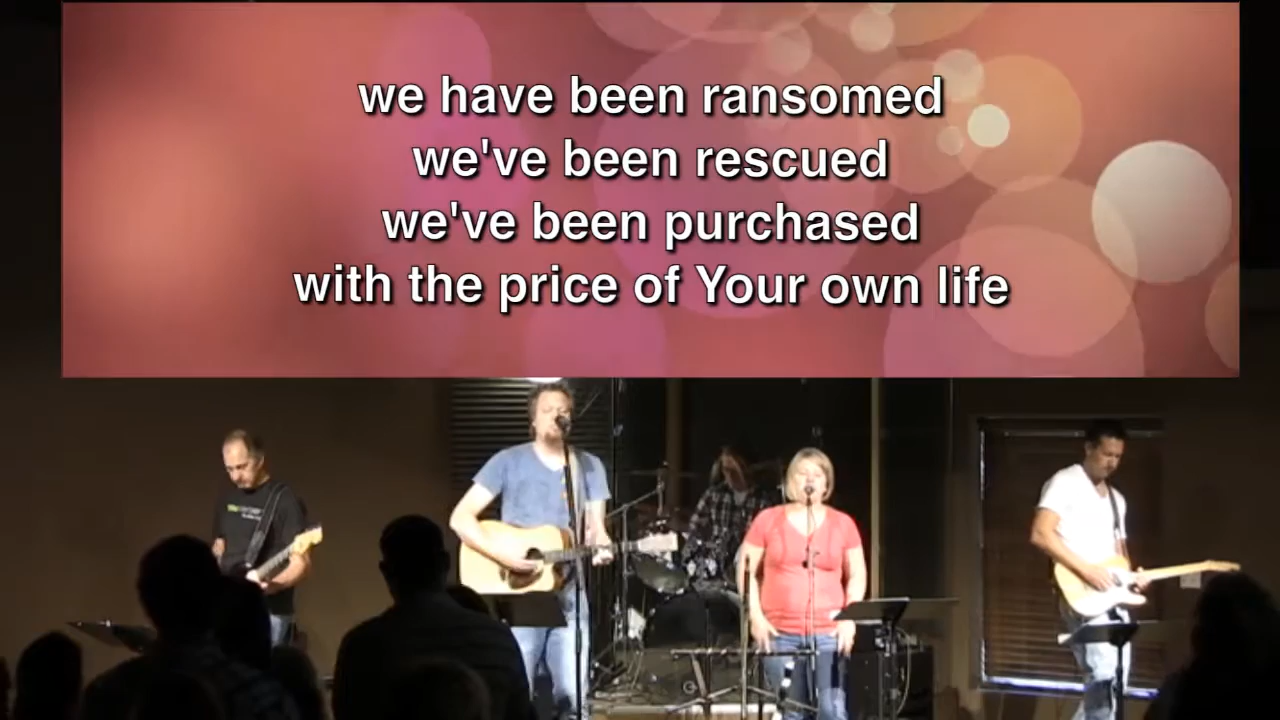 we have been ransomed
we've been rescued
we've been purchased
with the price of Your own life